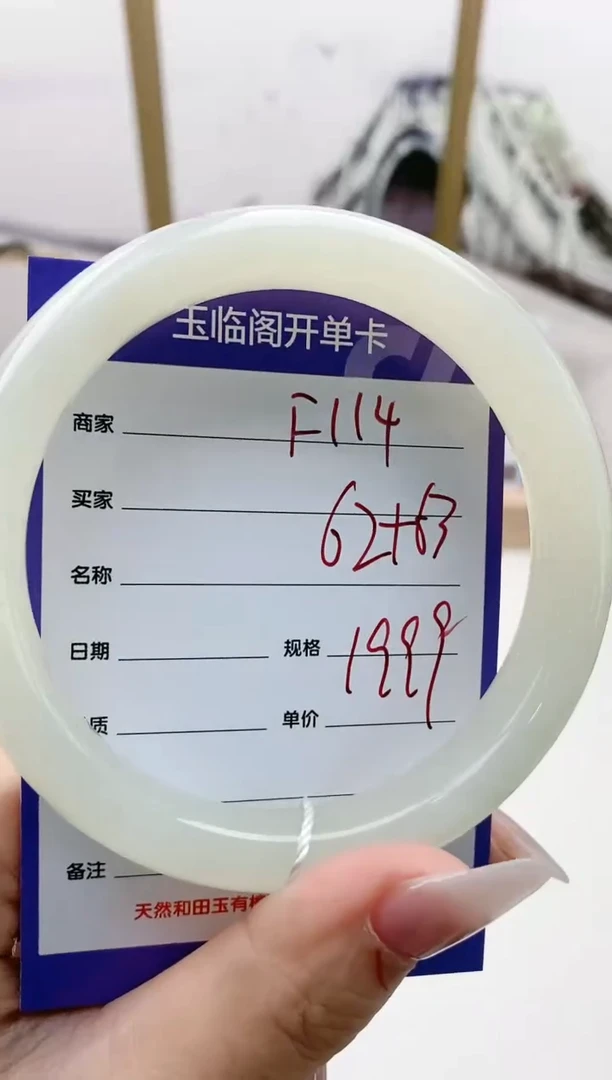 玉临阁开单卡
商家 F114
买家 62+63
名称
日期 规格 1999
质 单价
备注
天然和田玉有